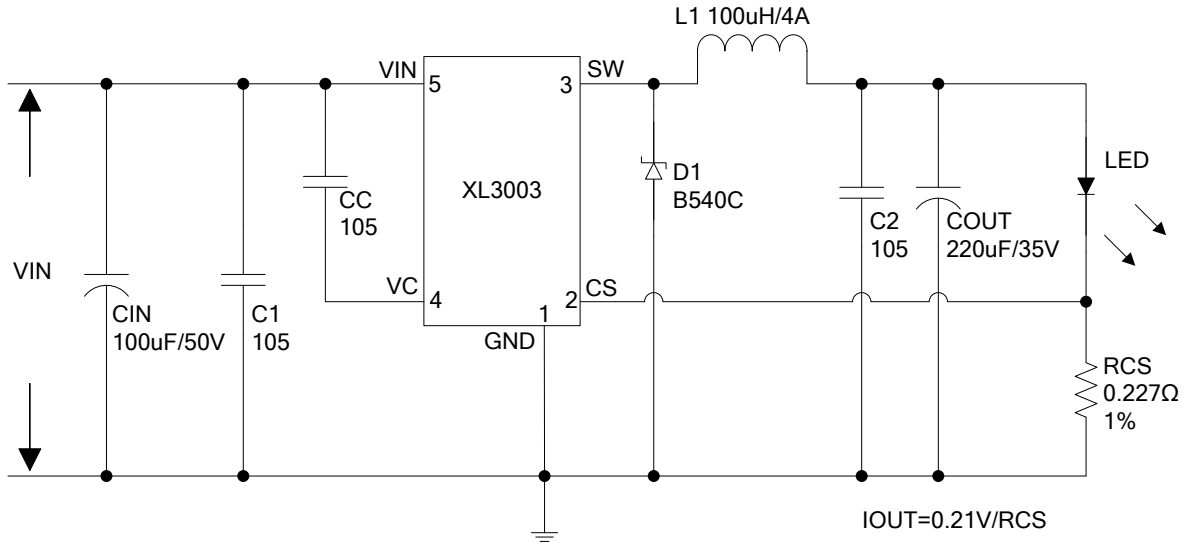 L1 100uH/4A
VIN
5
3
SW
XL3003
CC
105
D1
B540C
LED
C2
105
COUT
220uF/35V
VIN
VC
4
2
CS
1
GND
CIN
100uF/50V
C1
105
RCS
0.227Ω
1%
IOUT=0.21V/RCS